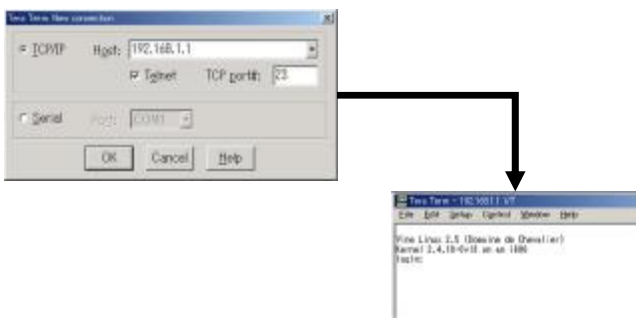 Tera Term: New connection
TCP/IP
Host: 192.168.1.1
Telnet TCP port#: 23
Serial Port: COM1
OK Cancel Help
Tera Term - 192.168.1.1 VT
File Edit Setup Control Window Help
Vine Linux 2.5 (Domaine de Chevalier)
Kernel 2.4.18-0vl3 on an i686
login: